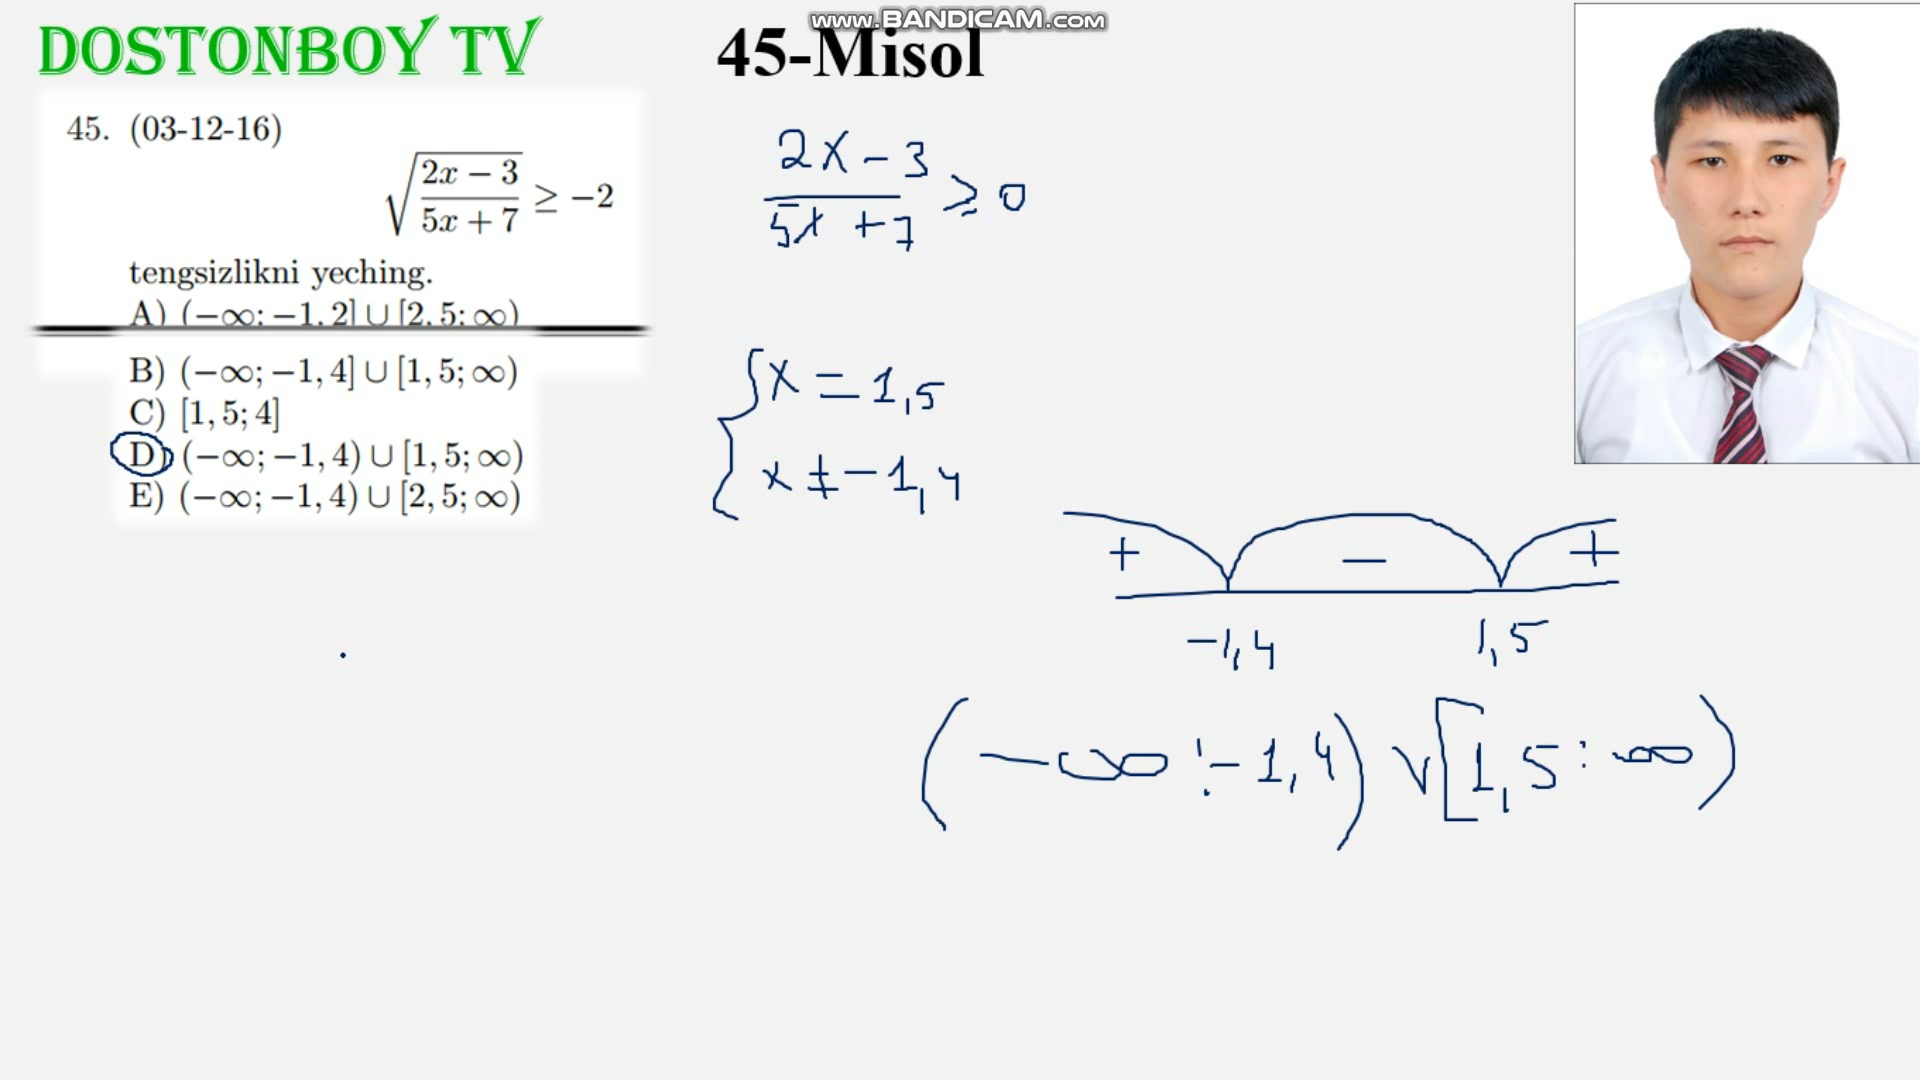 www.BANDICAM.com
DOSTONBOY TV
45-Misol
45. (03-12-16)
√((2x − 3)/(5x + 7)) ≥ −2
tengsizlikni yeching.
A) (−∞; −1, 2] ∪ [2, 5; ∞)
B) (−∞; −1, 4] ∪ [1, 5; ∞)
C) [1, 5; 4]
D) (−∞; −1, 4) ∪ [1, 5; ∞)
E) (−∞; −1, 4) ∪ [2, 5; ∞)
(2x − 3)/(5x + 7) ≥ 0
{ x = 1,5
x ≠ −1,4
+ − +
−1,4 1,5
(−∞ ; −1,4) ∨ [1,5 : ∞)